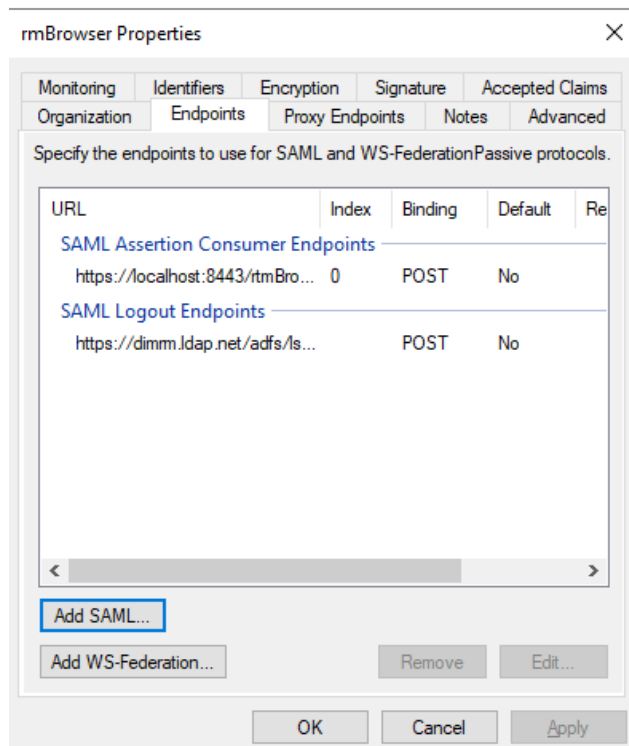 rmBrowser Properties
Monitoring Identifiers Encryption Signature Accepted Claims
Organization Endpoints Proxy Endpoints Notes Advanced
Specify the endpoints to use for SAML and WS-FederationPassive protocols.
URL Index Binding Default Re
SAML Assertion Consumer Endpoints
https://localhost:8443/rtmBro... 0 POST No
SAML Logout Endpoints
https://dimm.ldap.net/adfs/ls... POST No
Add SAML...
Add WS-Federation... Remove Edit...
OK Cancel Apply